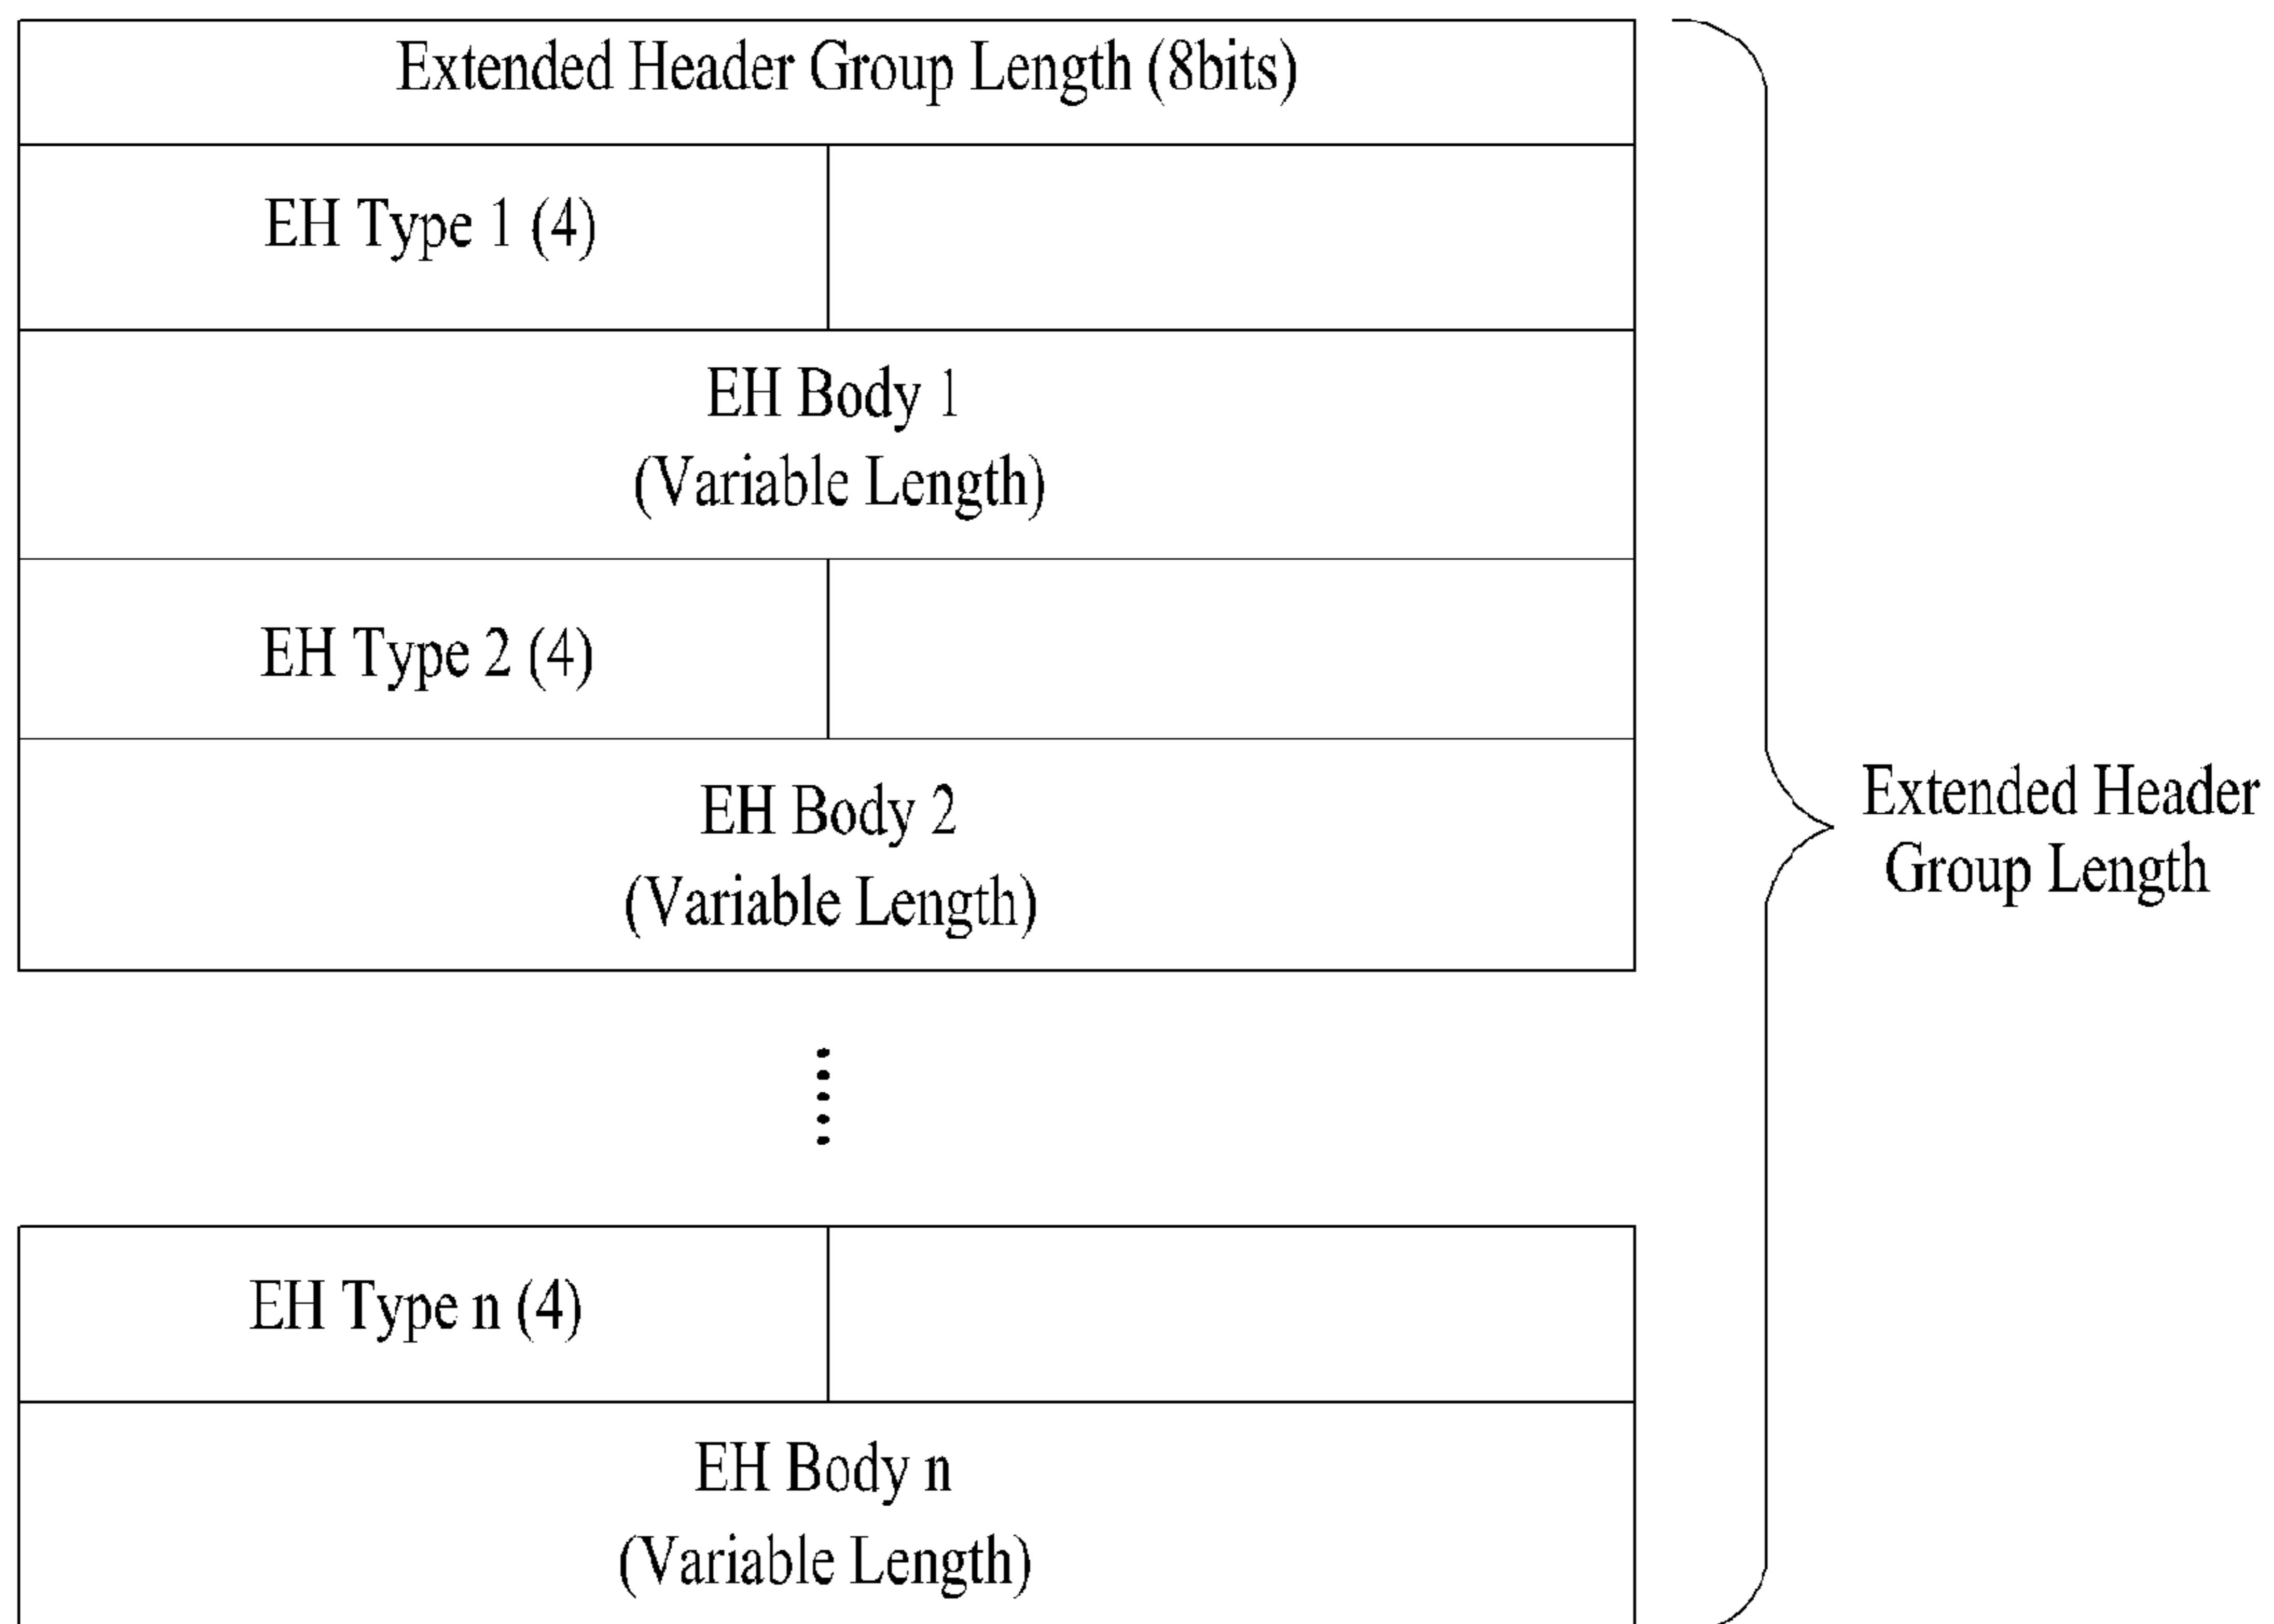 Extended Header Group Length (8bits)
EH Type 1 (4)
EH Body 1
(Variable Length)
EH Type 2 (4)
EH Body 2
(Variable Length)
Extended Header
Group Length
EH Type n (4)
EH Body n
(Variable Length)